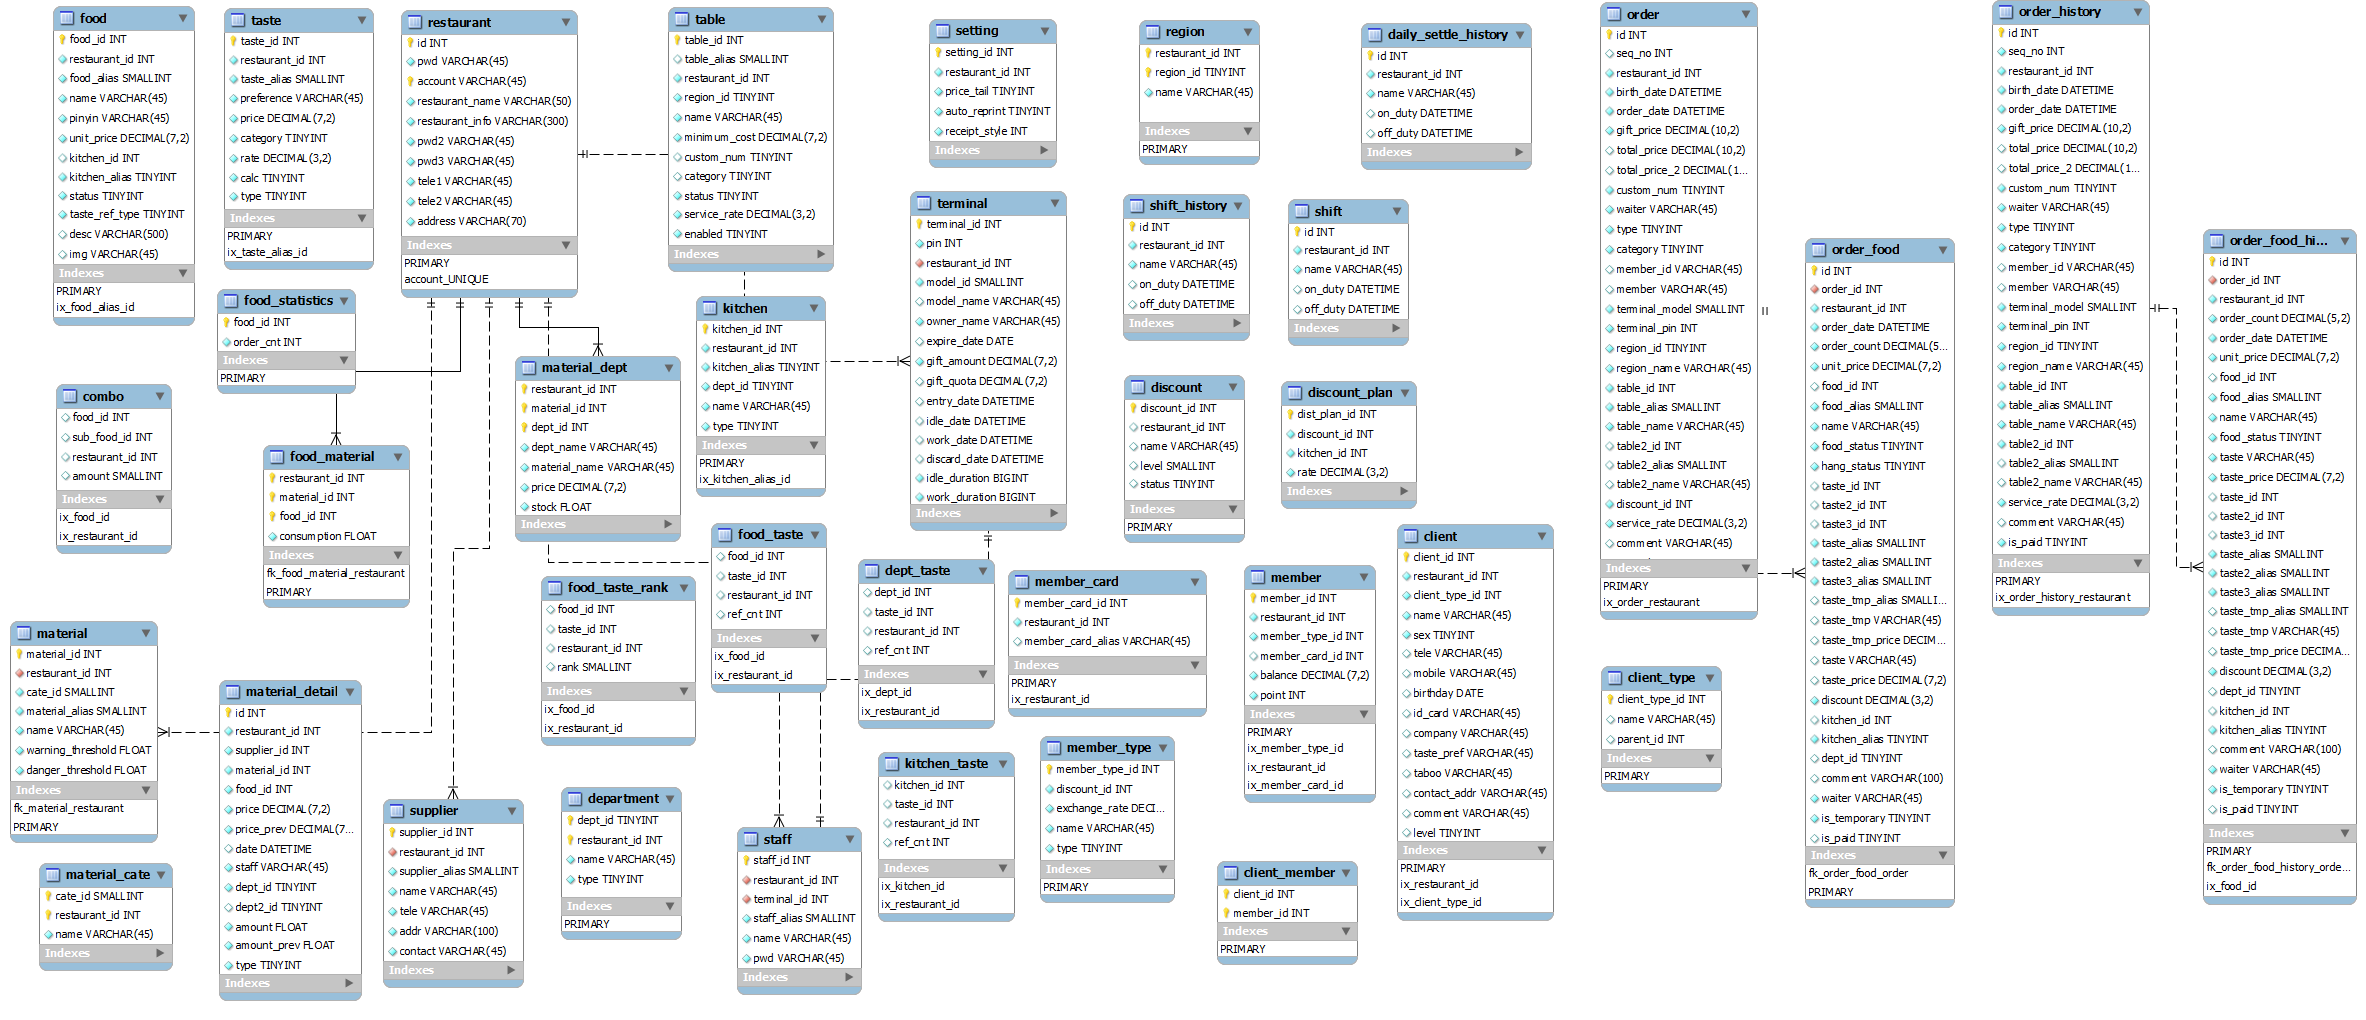 food
food_id INT
restaurant_id INT
food_alias SMALLINT
name VARCHAR(45)
pinyin VARCHAR(45)
unit_price DECIMAL(7,2)
kitchen_id INT
kitchen_alias TINYINT
status TINYINT
taste_ref_type TINYINT
desc VARCHAR(500)
img VARCHAR(45)
Indexes
PRIMARY
ix_food_alias_id
taste
taste_id INT
restaurant_id INT
taste_alias SMALLINT
preference VARCHAR(45)
price DECIMAL(7,2)
category TINYINT
rate DECIMAL(3,2)
calc TINYINT
type TINYINT
Indexes
PRIMARY
ix_taste_alias_id
restaurant
id INT
pwd VARCHAR(45)
account VARCHAR(45)
restaurant_name VARCHAR(50)
restaurant_info VARCHAR(300)
pwd2 VARCHAR(45)
pwd3 VARCHAR(45)
tele1 VARCHAR(45)
tele2 VARCHAR(45)
address VARCHAR(70)
Indexes
PRIMARY
account_UNIQUE
table
table_id INT
table_alias SMALLINT
restaurant_id INT
region_id TINYINT
name VARCHAR(45)
minimum_cost DECIMAL(7,2)
custom_num TINYINT
category TINYINT
status TINYINT
service_rate DECIMAL(3,2)
enabled TINYINT
Indexes
setting
setting_id INT
restaurant_id INT
price_tail TINYINT
auto_reprint TINYINT
receipt_style INT
Indexes
region
restaurant_id INT
region_id TINYINT
name VARCHAR(45)
Indexes
PRIMARY
daily_settle_history
id INT
restaurant_id INT
name VARCHAR(45)
on_duty DATETIME
off_duty DATETIME
Indexes
order
id INT
seq_no INT
restaurant_id INT
birth_date DATETIME
order_date DATETIME
gift_price DECIMAL(10,2)
total_price DECIMAL(10,2)
total_price_2 DECIMAL(1...
custom_num TINYINT
waiter VARCHAR(45)
type TINYINT
category TINYINT
member_id VARCHAR(45)
member VARCHAR(45)
terminal_model SMALLINT
terminal_pin INT
region_id TINYINT
region_name VARCHAR(45)
table_id INT
table_alias SMALLINT
table_name VARCHAR(45)
table2_id INT
table2_alias SMALLINT
table2_name VARCHAR(45)
discount_id INT
service_rate DECIMAL(3,2)
comment VARCHAR(45)
Indexes
PRIMARY
ix_order_restaurant
order_history
id INT
seq_no INT
restaurant_id INT
birth_date DATETIME
order_date DATETIME
gift_price DECIMAL(10,2)
total_price DECIMAL(10,2)
total_price_2 DECIMAL(1...
custom_num TINYINT
waiter VARCHAR(45)
type TINYINT
category TINYINT
member_id VARCHAR(45)
member VARCHAR(45)
terminal_model SMALLINT
terminal_pin INT
region_id TINYINT
region_name VARCHAR(45)
table_id INT
table_alias SMALLINT
table_name VARCHAR(45)
table2_id INT
table2_alias SMALLINT
table2_name VARCHAR(45)
service_rate DECIMAL(3,2)
comment VARCHAR(45)
is_paid TINYINT
Indexes
PRIMARY
ix_order_history_restaurant
order_food
id INT
order_id INT
restaurant_id INT
order_date DATETIME
order_count DECIMAL(5...
unit_price DECIMAL(7,2)
food_id INT
food_alias SMALLINT
name VARCHAR(45)
food_status TINYINT
hang_status TINYINT
taste_id INT
taste2_id INT
taste3_id INT
taste_alias SMALLINT
taste2_alias SMALLINT
taste3_alias SMALLINT
taste_tmp_alias SMALLI...
taste_tmp VARCHAR(45)
taste_tmp_price DECIM...
taste VARCHAR(45)
taste_price DECIMAL(7,2)
discount DECIMAL(3,2)
kitchen_id INT
kitchen_alias TINYINT
dept_id TINYINT
comment VARCHAR(100)
waiter VARCHAR(45)
is_temporary TINYINT
is_paid TINYINT
Indexes
fk_order_food_order
PRIMARY
order_food_hi...
id INT
order_id INT
restaurant_id INT
order_count DECIMAL(5,2)
order_date DATETIME
unit_price DECIMAL(7,2)
food_id INT
food_alias SMALLINT
name VARCHAR(45)
food_status TINYINT
taste VARCHAR(45)
taste_price DECIMAL(7,2)
taste_id INT
taste2_id INT
taste3_id INT
taste_alias SMALLINT
taste2_alias SMALLINT
taste3_alias SMALLINT
taste_tmp_alias SMALLINT
taste_tmp VARCHAR(45)
taste_tmp_price DECIMA...
discount DECIMAL(3,2)
dept_id TINYINT
kitchen_id INT
kitchen_alias TINYINT
comment VARCHAR(100)
waiter VARCHAR(45)
is_temporary TINYINT
is_paid TINYINT
Indexes
PRIMARY
fk_order_food_history_orde...
ix_food_id
terminal
terminal_id INT
pin INT
restaurant_id INT
model_id SMALLINT
model_name VARCHAR(45)
owner_name VARCHAR(45)
expire_date DATE
gift_amount DECIMAL(7,2)
gift_quota DECIMAL(7,2)
entry_date DATETIME
idle_date DATETIME
work_date DATETIME
discard_date DATETIME
idle_duration BIGINT
work_duration BIGINT
Indexes
shift_history
id INT
restaurant_id INT
name VARCHAR(45)
on_duty DATETIME
off_duty DATETIME
Indexes
shift
id INT
restaurant_id INT
name VARCHAR(45)
on_duty DATETIME
off_duty DATETIME
Indexes
food_statistics
food_id INT
order_cnt INT
Indexes
PRIMARY
kitchen
kitchen_id INT
restaurant_id INT
kitchen_alias TINYINT
dept_id TINYINT
name VARCHAR(45)
type TINYINT
Indexes
PRIMARY
ix_kitchen_alias_id
material_dept
restaurant_id INT
material_id INT
dept_id INT
dept_name VARCHAR(45)
material_name VARCHAR(45)
price DECIMAL(7,2)
stock FLOAT
Indexes
combo
food_id INT
sub_food_id INT
restaurant_id INT
amount SMALLINT
Indexes
ix_food_id
ix_restaurant_id
discount
discount_id INT
restaurant_id INT
name VARCHAR(45)
level SMALLINT
status TINYINT
Indexes
PRIMARY
discount_plan
dist_plan_id INT
discount_id INT
kitchen_id INT
rate DECIMAL(3,2)
Indexes
food_material
restaurant_id INT
material_id INT
food_id INT
consumption FLOAT
Indexes
fk_food_material_restaurant
PRIMARY
food_taste
food_id INT
taste_id INT
restaurant_id INT
ref_cnt INT
Indexes
ix_food_id
ix_restaurant_id
client
client_id INT
restaurant_id INT
client_type_id INT
name VARCHAR(45)
sex TINYINT
tele VARCHAR(45)
mobile VARCHAR(45)
birthday DATE
id_card VARCHAR(45)
company VARCHAR(45)
taste_pref VARCHAR(45)
taboo VARCHAR(45)
contact_addr VARCHAR(45)
comment VARCHAR(45)
level TINYINT
Indexes
PRIMARY
ix_restaurant_id
ix_client_type_id
dept_taste
dept_id INT
taste_id INT
restaurant_id INT
ref_cnt INT
Indexes
ix_dept_id
ix_restaurant_id
member_card
member_card_id INT
restaurant_id INT
member_card_alias VARCHAR(45)
Indexes
PRIMARY
ix_restaurant_id
member
member_id INT
restaurant_id INT
member_type_id INT
member_card_id INT
balance DECIMAL(7,2)
point INT
Indexes
PRIMARY
ix_member_type_id
ix_restaurant_id
ix_member_card_id
food_taste_rank
food_id INT
taste_id INT
restaurant_id INT
rank SMALLINT
Indexes
ix_food_id
ix_restaurant_id
material
material_id INT
restaurant_id INT
cate_id SMALLINT
material_alias SMALLINT
name VARCHAR(45)
warning_threshold FLOAT
danger_threshold FLOAT
Indexes
fk_material_restaurant
PRIMARY
material_detail
id INT
restaurant_id INT
supplier_id INT
material_id INT
food_id INT
price DECIMAL(7,2)
price_prev DECIMAL(7...
date DATETIME
staff VARCHAR(45)
dept_id TINYINT
dept2_id TINYINT
amount FLOAT
amount_prev FLOAT
type TINYINT
Indexes
client_type
client_type_id INT
name VARCHAR(45)
parent_id INT
Indexes
PRIMARY
member_type
member_type_id INT
discount_id INT
exchange_rate DECI...
name VARCHAR(45)
type TINYINT
Indexes
PRIMARY
kitchen_taste
kitchen_id INT
taste_id INT
restaurant_id INT
ref_cnt INT
Indexes
ix_kitchen_id
ix_restaurant_id
department
dept_id TINYINT
restaurant_id INT
name VARCHAR(45)
type TINYINT
Indexes
PRIMARY
supplier
supplier_id INT
restaurant_id INT
supplier_alias SMALLINT
name VARCHAR(45)
tele VARCHAR(45)
addr VARCHAR(100)
contact VARCHAR(45)
Indexes
staff
staff_id INT
restaurant_id INT
terminal_id INT
staff_alias SMALLINT
name VARCHAR(45)
pwd VARCHAR(45)
Indexes
material_cate
cate_id SMALLINT
restaurant_id INT
name VARCHAR(45)
Indexes
client_member
client_id INT
member_id INT
Indexes
PRIMARY